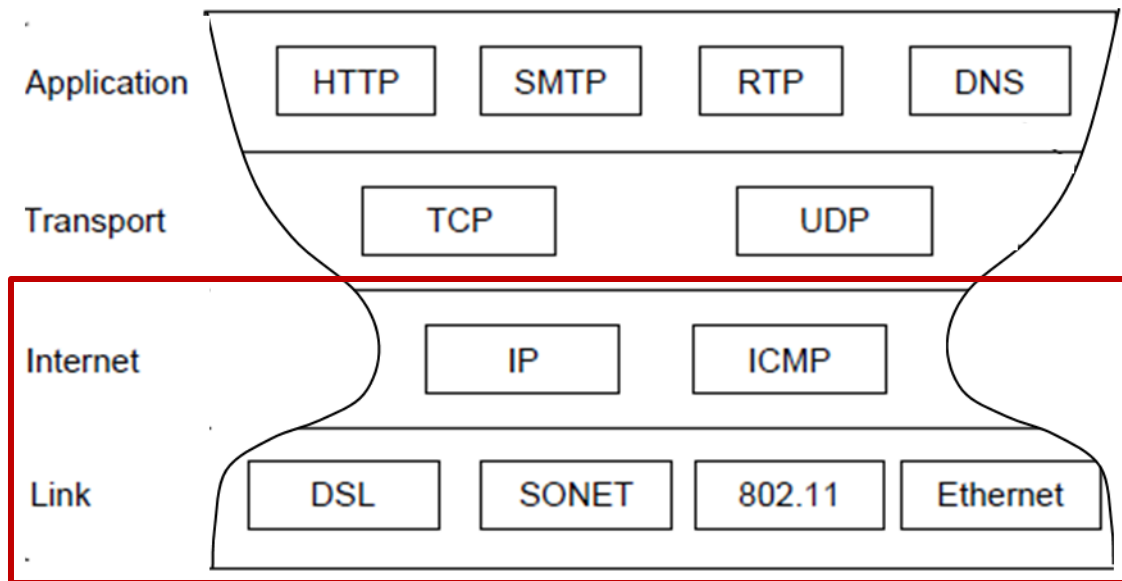 Application HTTP SMTP RTP DNS
Transport TCP UDP
Internet IP ICMP
Link DSL SONET 802.11 Ethernet